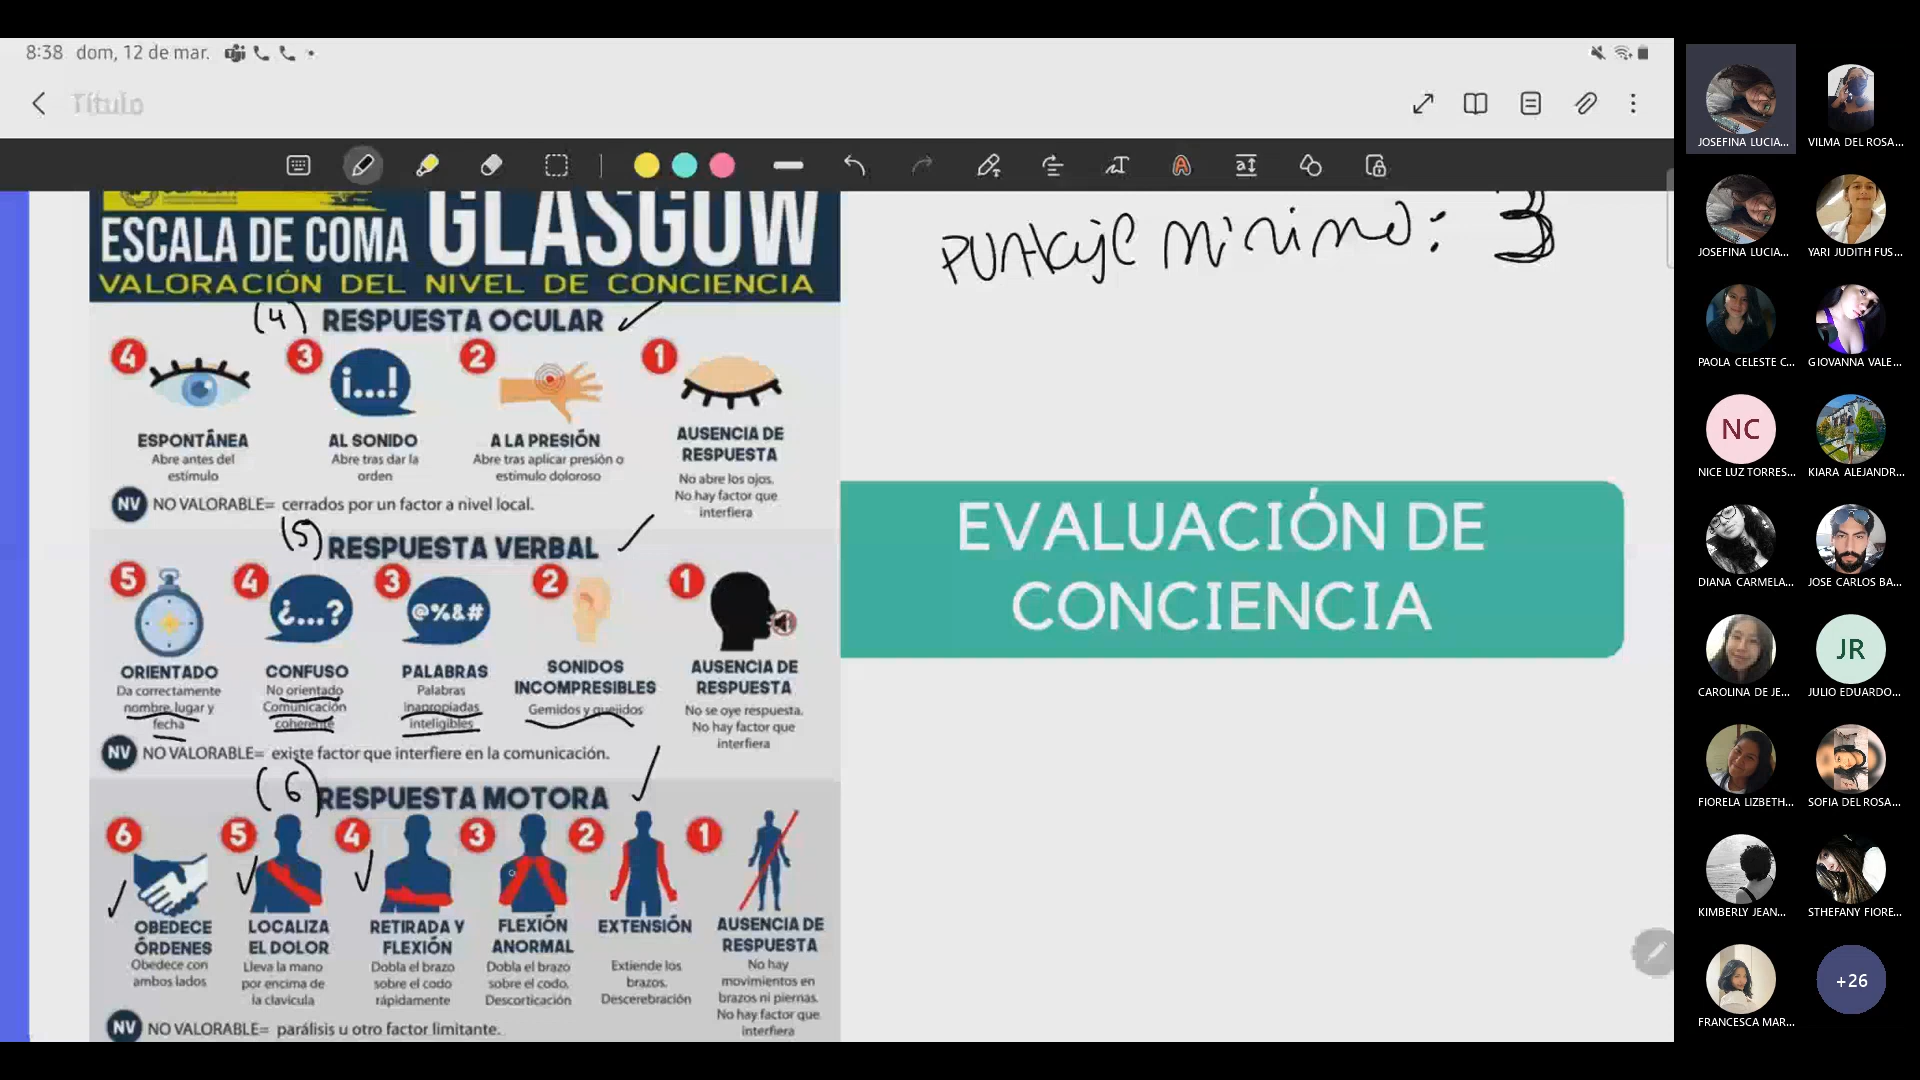 8:38 dom, 12 de mar.
Título
ESCALA DE COMA GLASGOW
VALORACIÓN DEL NIVEL DE CONCIENCIA
puntaje minimo: 3
(4) RESPUESTA OCULAR
4 3 2 1
¡...!
ESPONTÁNEA
Abre antes del
estímulo
AL SONIDO
Abre tras dar la
orden
A LA PRESIÓN
Abre tras aplicar presión o
estímulo doloroso
AUSENCIA DE
RESPUESTA
No abre los ojos.
No hay factor que
interfiera
NV NO VALORABLE= cerrados por un factor a nivel local.
(5) RESPUESTA VERBAL
5 4 3 2 1
¿...?
@%&#
ORIENTADO
Da correctamente
nombre, lugar y
fecha
CONFUSO
No orientado
Comunicación
coherente
PALABRAS
Palabras
inapropiadas
inteligibles
SONIDOS
INCOMPRESIBLES
Gemidos y quejidos
AUSENCIA DE
RESPUESTA
No se oye respuesta.
No hay factor que
interfiera
NV NO VALORABLE= existe factor que interfiere en la comunicación.
(6) RESPUESTA MOTORA
6 5 4 3 2 1
OBEDECE
ÓRDENES
Obedece con
ambos lados
LOCALIZA
EL DOLOR
Lleva la mano
por encima de
la clavícula
RETIRADA Y
FLEXIÓN
Dobla el brazo
sobre el codo
rápidamente
FLEXIÓN
ANORMAL
Dobla el brazo
sobre el codo.
Descorticación
EXTENSIÓN
Extiende los
brazos.
Descerebración
AUSENCIA DE
RESPUESTA
No hay
movimientos en
brazos ni piernas.
No hay factor que
interfiera
NV NO VALORABLE= parálisis u otro factor limitante.
EVALUACIÓN DE
CONCIENCIA
JOSEFINA LUCIA...
VILMA DEL ROSA...
JOSEFINA LUCIA...
YARI JUDITH FUS...
PAOLA CELESTE C...
GIOVANNA VALE...
NC
NICE LUZ TORRES...
KIARA ALEJANDR...
DIANA CARMELA...
JOSE CARLOS BA...
CAROLINA DE JE...
JR
JULIO EDUARDO...
FIORELA LIZBETH...
SOFIA DEL ROSA...
KIMBERLY JEAN...
STHEFANY FIORE...
FRANCESCA MAR...
+26